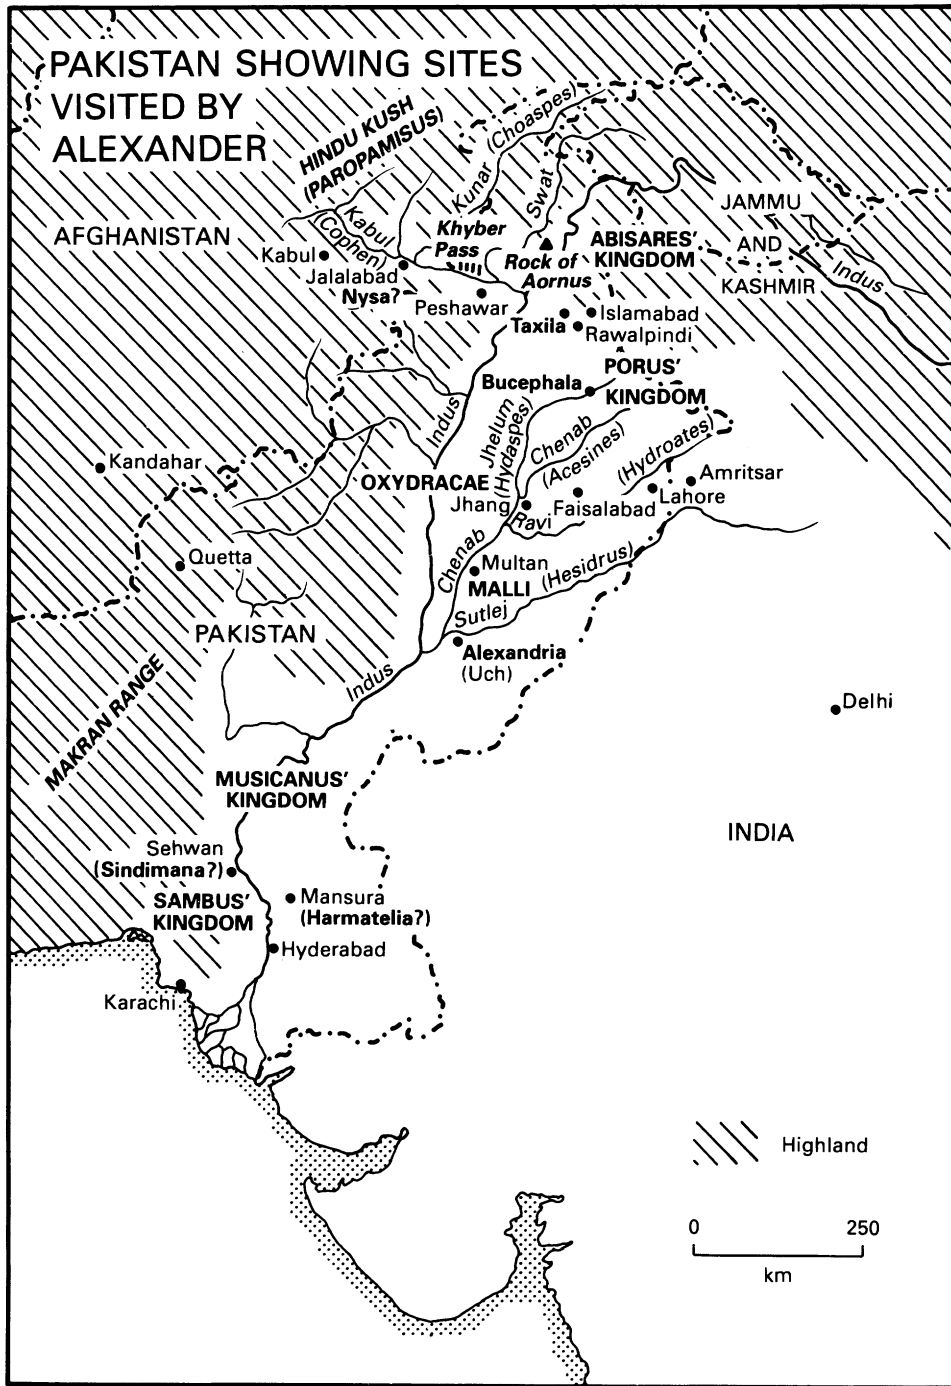 PAKISTAN SHOWING SITES
VISITED BY
ALEXANDER
HINDU KUSH
(PAROPAMISUS)
Kunar (Choaspes)
Swat
Kabul
(Cophen)
Khyber
Pass
AFGHANISTAN
Kabul
Jalalabad
Nysa?
Rock of
Aornus
ABISARES'
KINGDOM
JAMMU
AND
KASHMIR
Indus
Peshawar
Taxila
Islamabad
Rawalpindi
PORUS'
KINGDOM
Bucephala
Indus
Jhelum
(Hydaspes)
Chenab
(Acesines)
(Hydroates)
Kandahar
OXYDRACAE
Jhang
Ravi
Faisalabad
Lahore
Amritsar
Quetta
Chenab
Multan
MALLI
(Hesidrus)
Sutlej
PAKISTAN
Alexandria
(Uch)
Indus
MAKRAN RANGE
Delhi
MUSICANUS'
KINGDOM
INDIA
Sehwan
(Sindimana?)
SAMBUS'
KINGDOM
Mansura
(Harmatelia?)
Hyderabad
Karachi
Highland
0 250
km